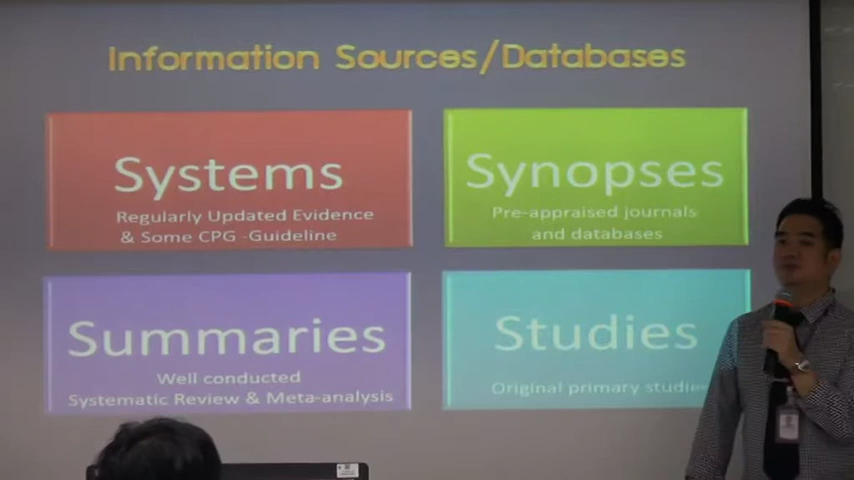 Information Sources/Databases
Systems
Regularly Updated Evidence
& Some CPG -Guideline
Synopses
Pre-appraised journals
and databases
Summaries
Well conducted
Systematic Review & Meta-analysis
Studies
Original primary studies